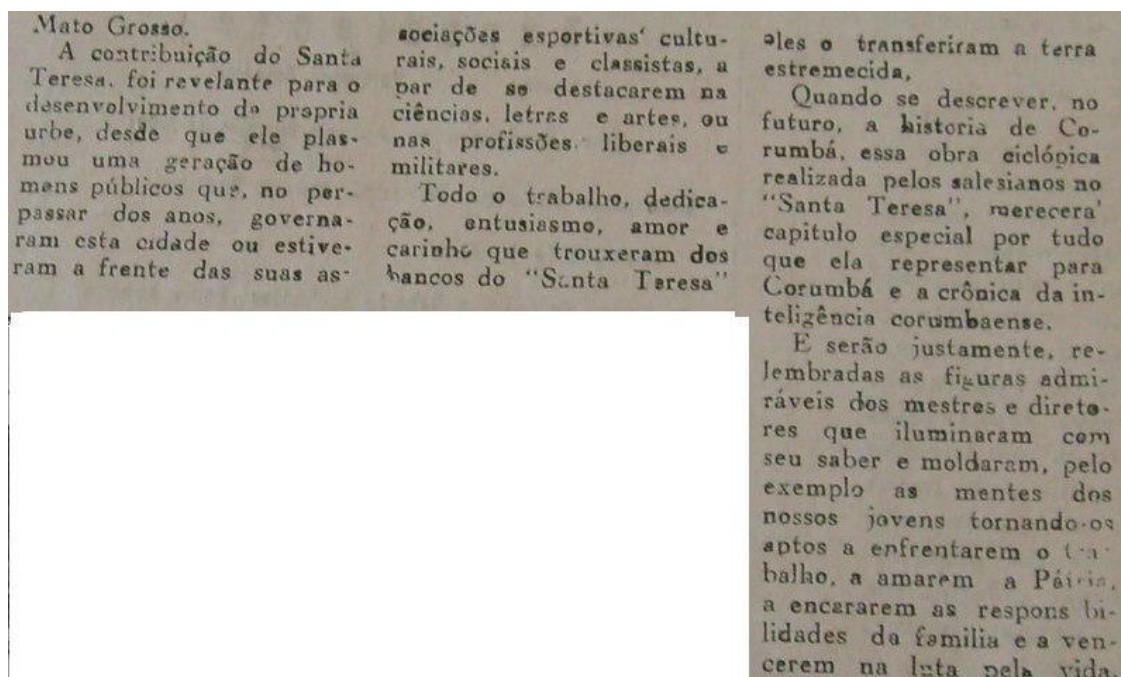 Mato Grosso.
A contribuição do Santa
Teresa. foi revelante para o
desenvolvimento da propria
urbe, desde que ele plas-
mou uma geração de ho-
mens públicos que, no per-
passar dos anos, governa-
ram esta cidade ou estive-
ram a frente das suas as-
sociações esportivas' cultu-
rais, sociais e classistas, a
par de se destacarem na
ciências. letras e artes, ou
nas profissões. liberais e
militares.
Todo o trabalho, dedica-
ção, entusiasmo, amor e
carinho que trouxeram dos
bancos do "Santa Teresa"
eles o transferiram a terra
estremecida,
Quando se descrever. no
futuro, a historia de Co-
rumbá, essa obra ciclópica
realizada pelos salesianos no
"Santa Teresa", merecera'
capitulo especial por tudo
que ela representar para
Corumbá e a crônica da in-
teligência corumbaense.
E serão justamente, re-
lembradas as figuras admi-
ráveis dos mestres e direto-
res que iluminaram com
seu saber e moldaram, pelo
exemplo as mentes dos
nossos jovens tornando-os
aptos a enfrentarem o tra-
balho, a amarem a Pátria,
a encararem as respons bi-
lidades da familia e a ven-
cerem na luta pela vida.